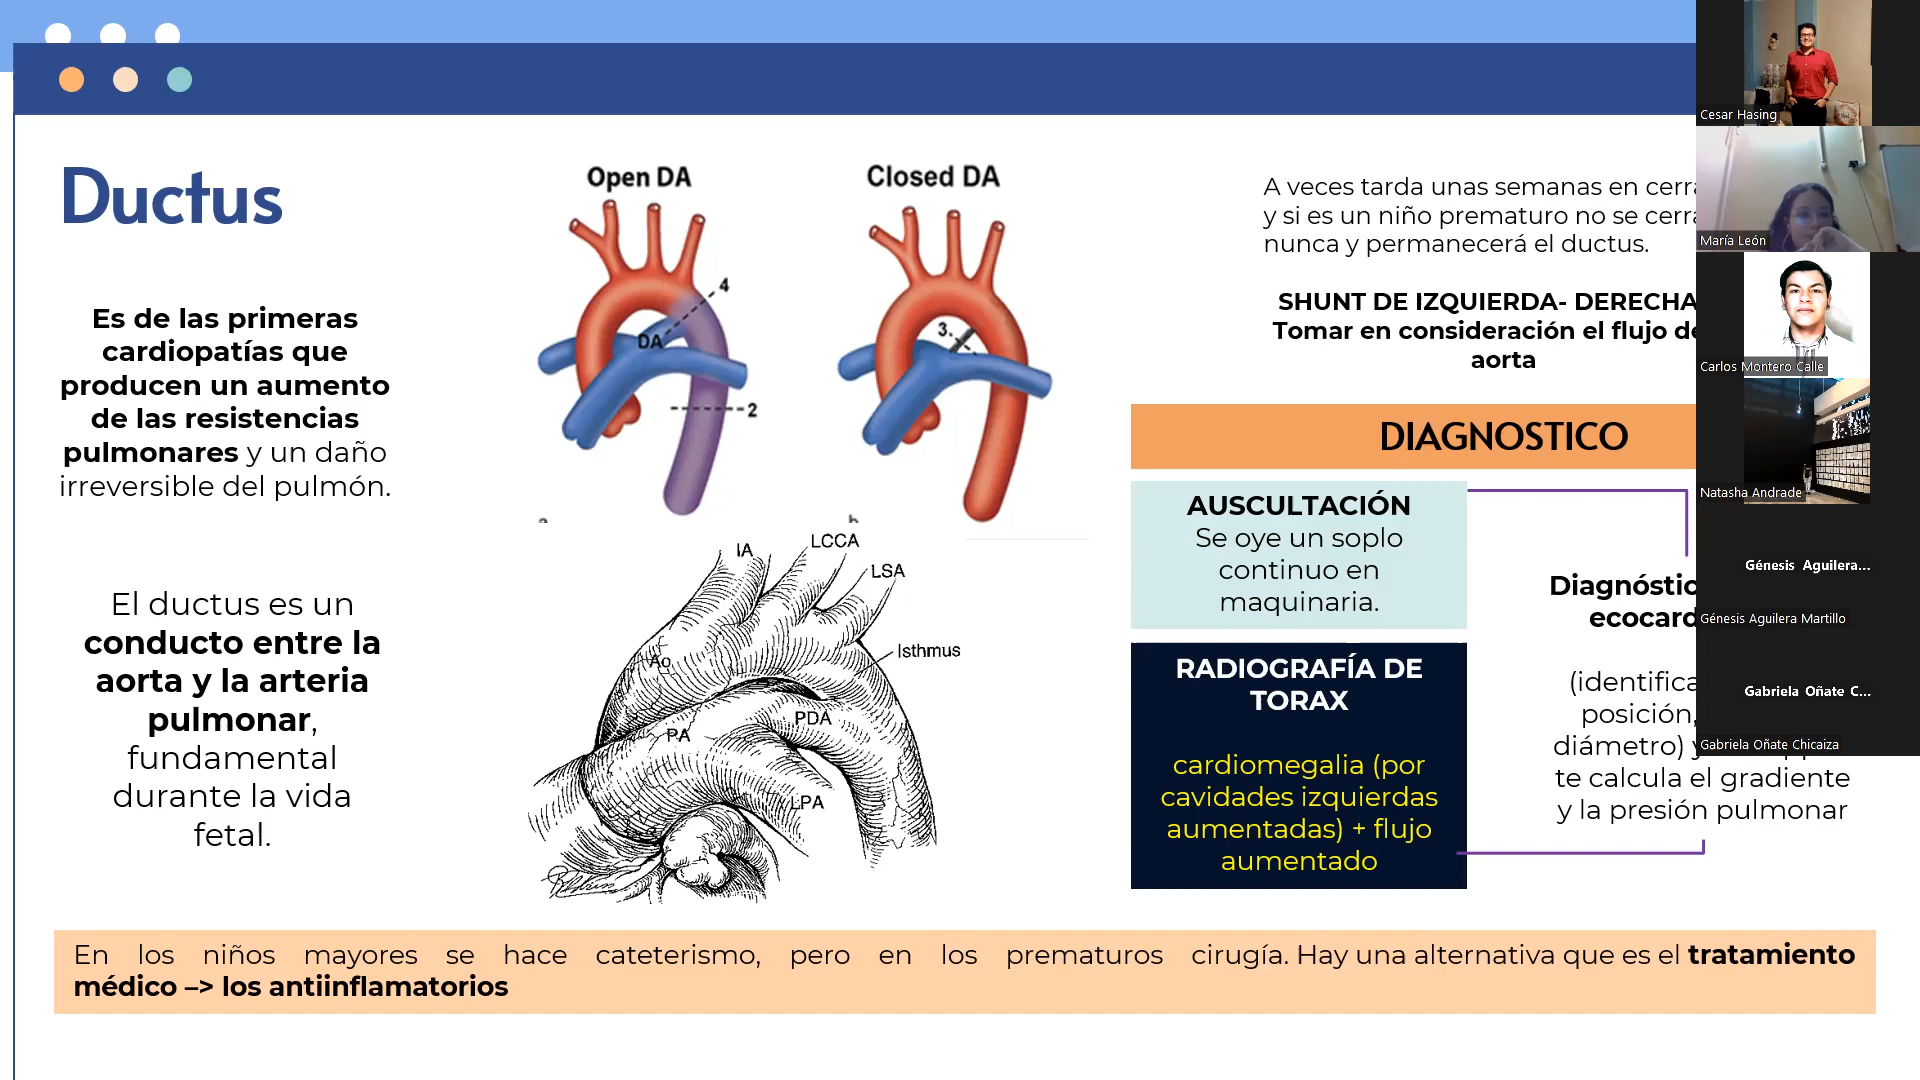 Ductus
Es de las primeras
cardiopatías que
producen un aumento
de las resistencias
pulmonares y un daño
irreversible del pulmón.
El ductus es un
conducto entre la
aorta y la arteria
pulmonar,
fundamental
durante la vida
fetal.
Open DA
4
DA
2
Closed DA
3.
IA
LCCA
LSA
Isthmus
Ao
PDA
PA
LPA
A veces tarda unas semanas en
y si es un niño prematuro no se
nunca y permanecerá el ductus.
SHUNT DE IZQUIERDA- DERECHA
Tomar en consideración el flujo
aorta
DIAGNOSTICO
AUSCULTACIÓN
Se oye un soplo
continuo en
maquinaria.
RADIOGRAFÍA DE
TORAX
cardiomegalia (por
cavidades izquierdas
aumentadas) + flujo
aumentado
posición,
diámetro) y
te calcula el gradiente
y la presión pulmonar
En los niños mayores se hace cateterismo, pero en los prematuros cirugía. Hay una alternativa que es el tratamiento
médico –> los antiinflamatorios
Cesar Hasing
María León
Carlos Montero Calle
Natasha Andrade
Génesis Aguilera...
Génesis Aguilera Martillo
Gabriela Oñate C...
Gabriela Oñate Chicaiza